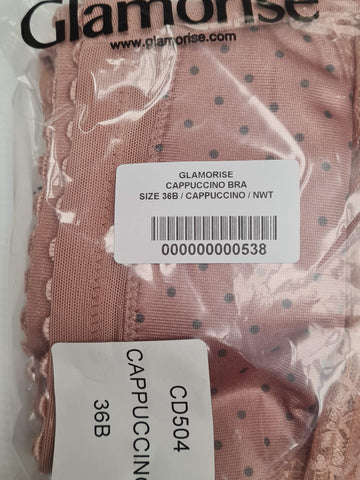 Glamorise
www.glamorise.com
GLAMORISE
CAPPUCCINO BRA
SIZE 36B / CAPPUCCINO / NWT
000000000538
CD504
CAPPUCCINO
36B